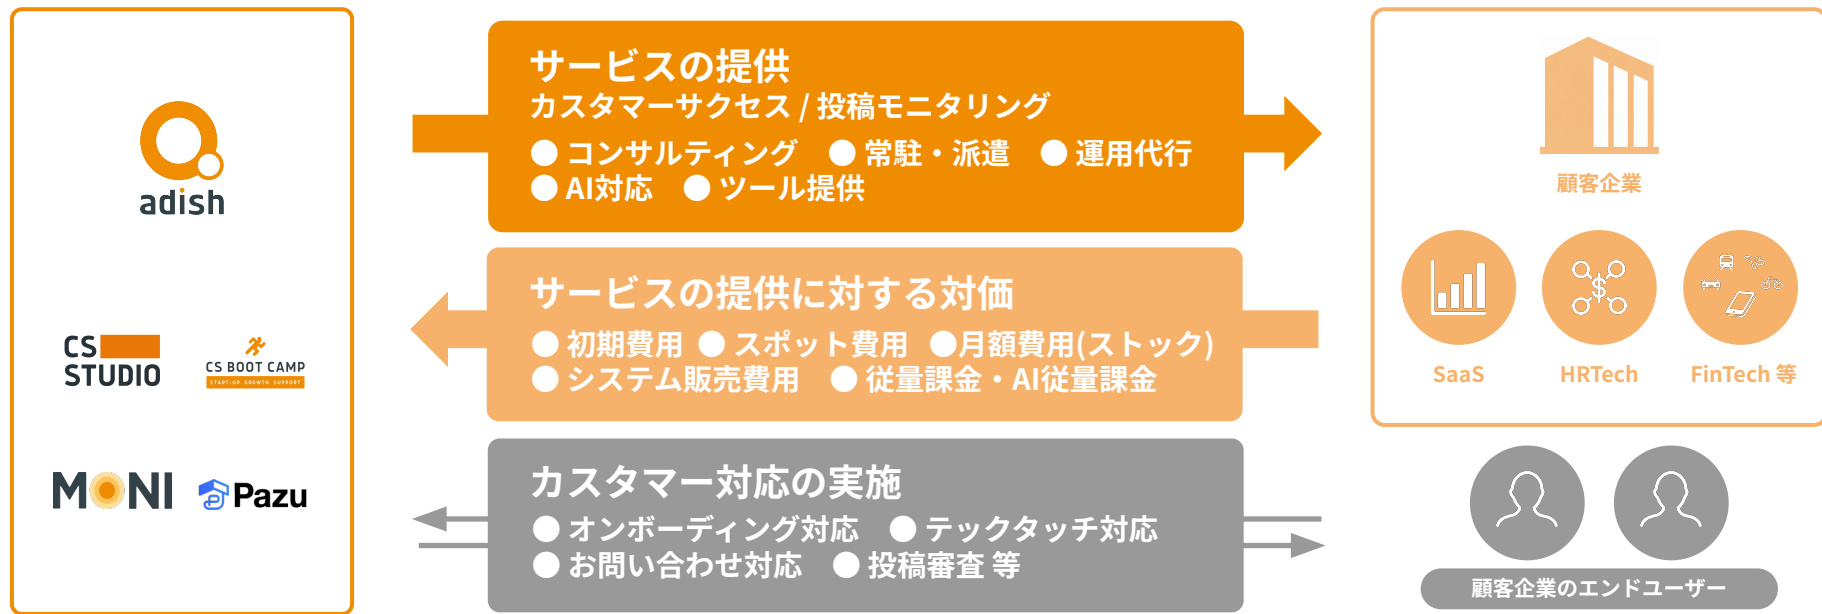 adish
CS
STUDIO
CS BOOT CAMP
START-UP GROWTH SUPPORT
MONI
Pazu
サービスの提供
カスタマーサクセス / 投稿モニタリング
● コンサルティング ● 常駐・派遣 ● 運用代行
● AI対応 ● ツール提供
サービスの提供に対する対価
● 初期費用 ● スポット費用 ●月額費用(ストック)
● システム販売費用 ● 従量課金・AI従量課金
カスタマー対応の実施
● オンボーディング対応 ● テックタッチ対応
● お問い合わせ対応 ● 投稿審査 等
顧客企業
$
SaaS HRTech FinTech 等
顧客企業のエンドユーザー